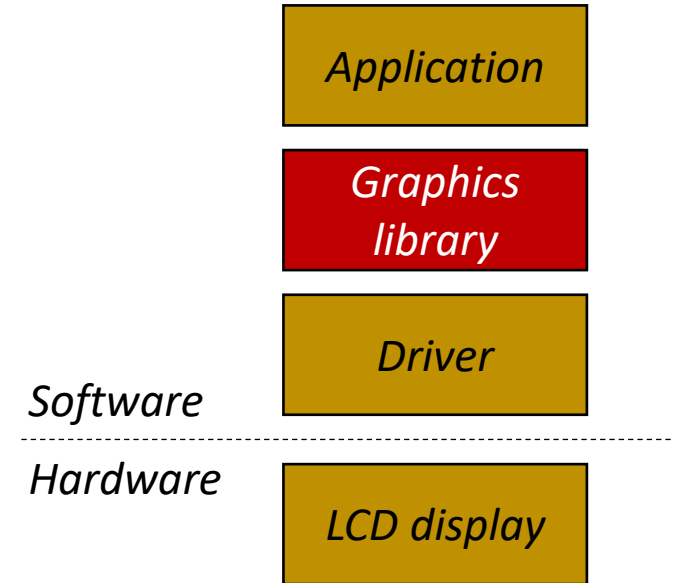 Application
Graphics
library
Driver
Software
Hardware
LCD display